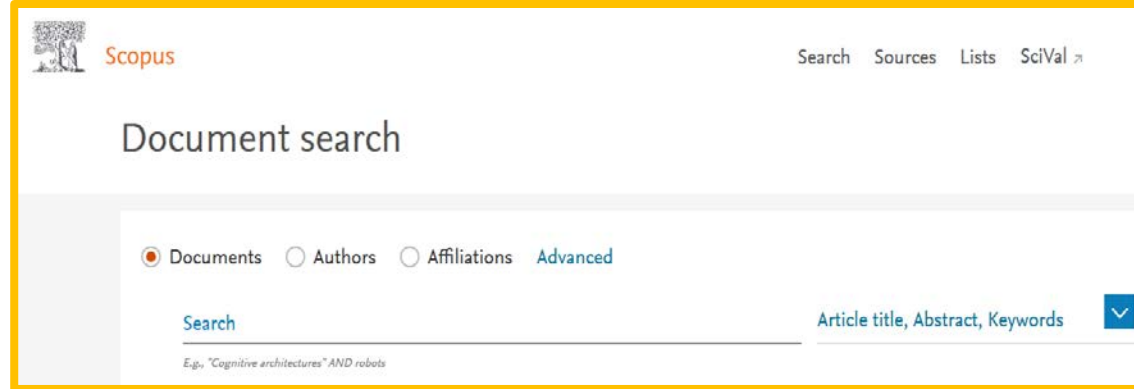 Scopus
Search Sources Lists SciVal ↗
Document search
Documents Authors Affiliations Advanced
Search
Article title, Abstract, Keywords
E.g., "Cognitive architectures" AND robots